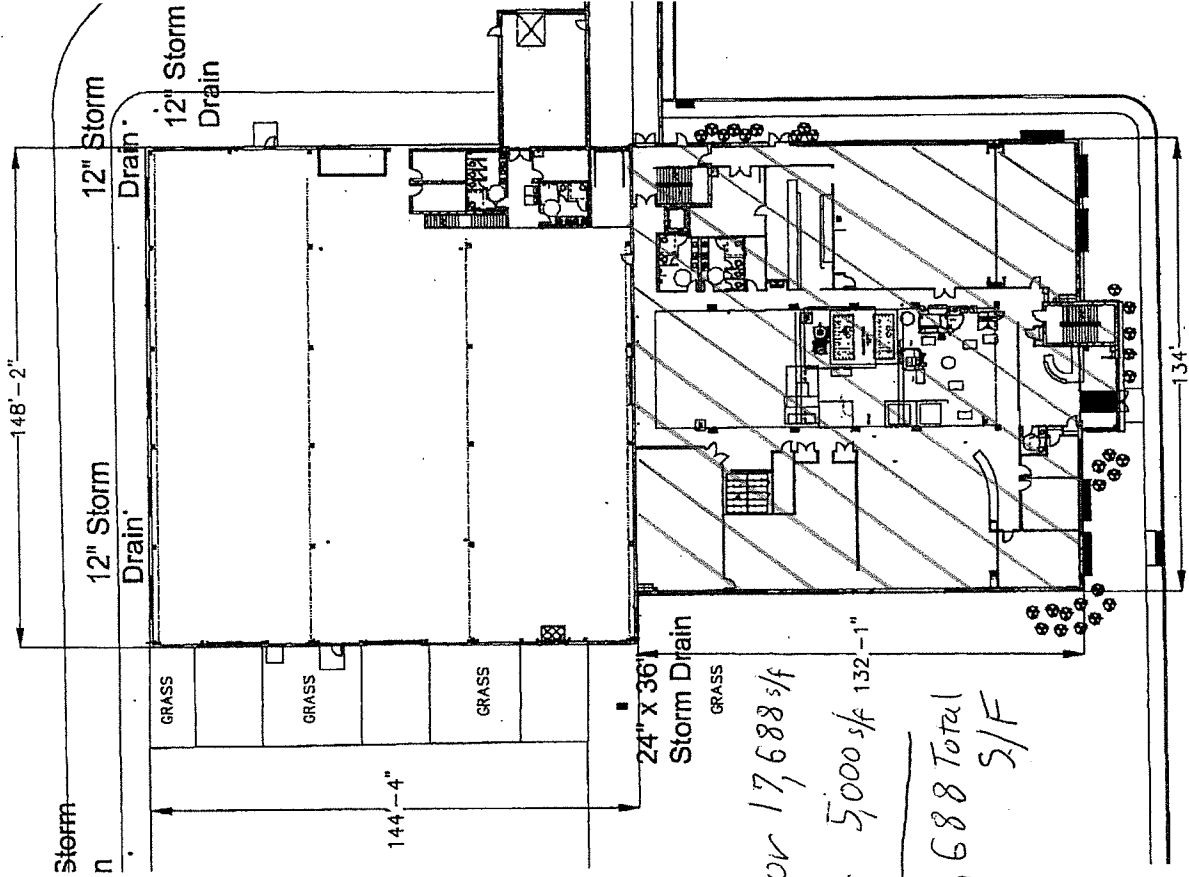 12" Storm
Drain
12" Storm
Drain
148'-2"
12" Storm
Drain
Storm
n
GRASS
GRASS
GRASS
144'-4"
24" x 36"
Storm Drain
GRASS
132'-1"
134'
or 17,688 s/f
5,000 s/f
688 Total
S/F